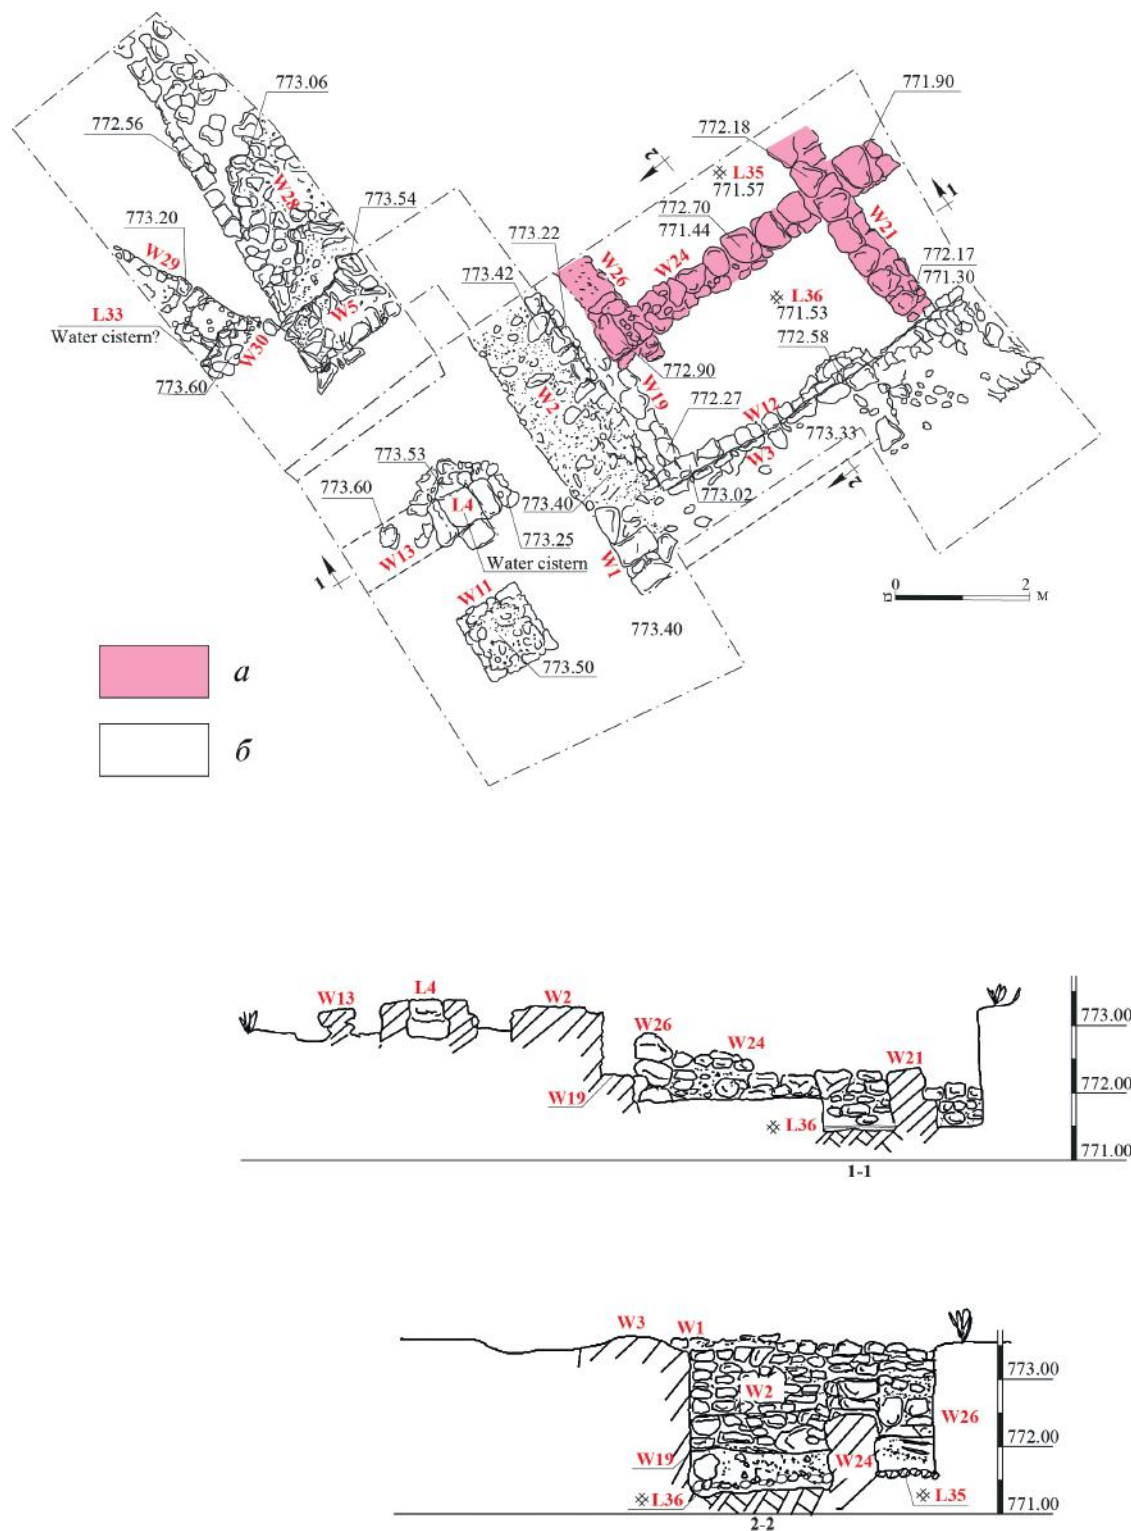 773.06
772.56
W28
773.54
773.20
W29
W5
L33
Water cistern?
W30
773.60
771.90
772.18
2
L35
771.57
1
772.70
771.44
W21
773.22
W26
W24
773.42
772.17
771.30
L36
771.53
772.58
W2
W19
772.90
772.27
W12
W3
773.33
2
773.53
773.60
L4
773.40
773.02
773.25
W13
Water cistern
W1
1
W11
773.40
773.50
0 2
מ м
а
б
W13
L4
W2
773.00
W26
W24
W21
772.00
W19
L36
771.00
1-1
W3
W1
773.00
W2
W26
772.00
W19
W24
L36
L35
771.00
2-2